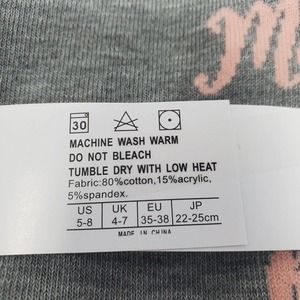 M
30
MACHINE WASH WARM
DO NOT BLEACH
TUMBLE DRY WITH LOW HEAT
Fabric:80%cotton,15%acrylic,
5%spandex.
US UK EU JP
5-8 4-7 35-38 22-25cm
MADE IN CHINA